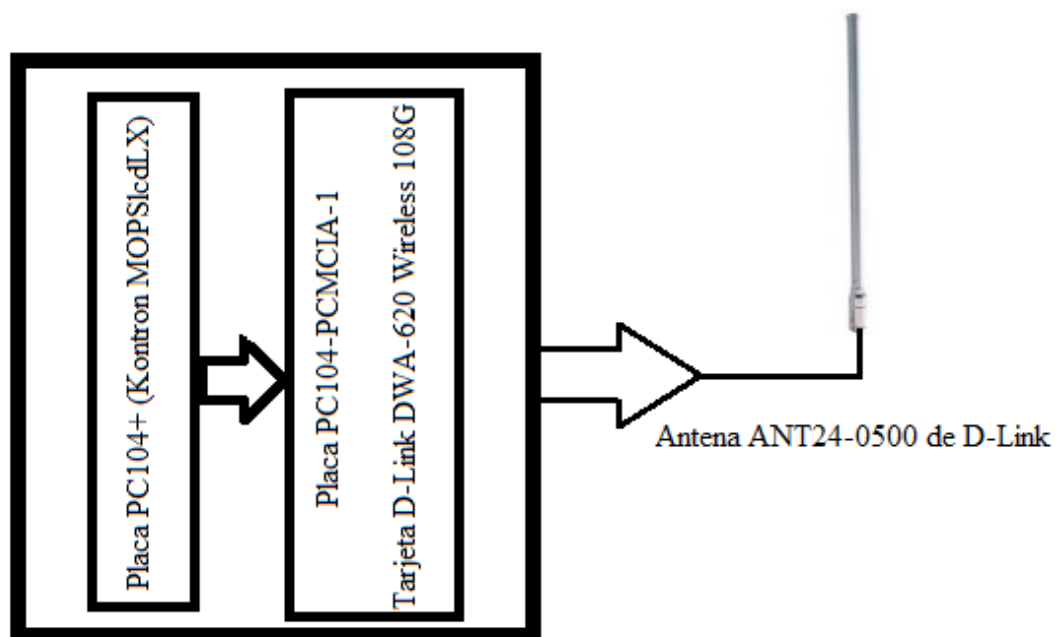 Placa PC104+ (Kontron MOPSlcdLX)
Placa PC104-PCMCIA-1
Tarjeta D-Link DWA-620 Wireless 108G
Antena ANT24-0500 de D-Link